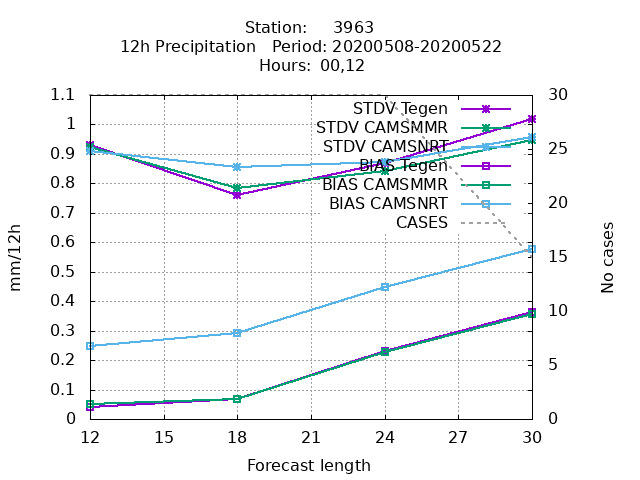 Station: 3963
12h Precipitation Period: 20200508-20200522
Hours: 00,12
mm/12h
1.1
1
0.9
0.8
0.7
0.6
0.5
0.4
0.3
0.2
0.1
0
STDV Tegen
STDV CAMSMMR
STDV CAMSNRT
BIAS Tegen
BIAS CAMSMMR
BIAS CAMSNRT
CASES
30
25
20
15
10
5
0
No cases
12 15 18 21 24 27 30
Forecast length